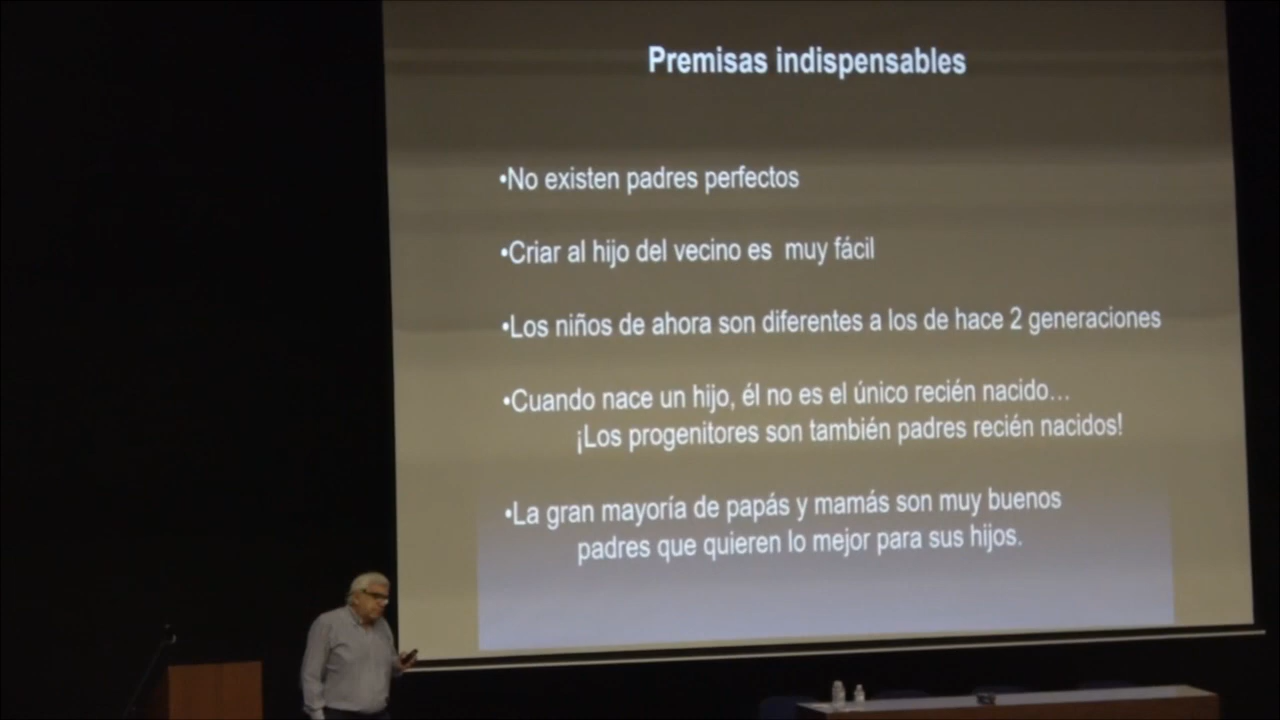 Premisas indispensables
•No existen padres perfectos
•Criar al hijo del vecino es  muy fácil
•Los niños de ahora son diferentes a los de hace 2 generaciones
•Cuando nace un hijo, él no es el único recién nacido…
¡Los progenitores son también padres recién nacidos!
•La gran mayoría de papás y mamás son muy buenos
padres que quieren lo mejor para sus hijos.